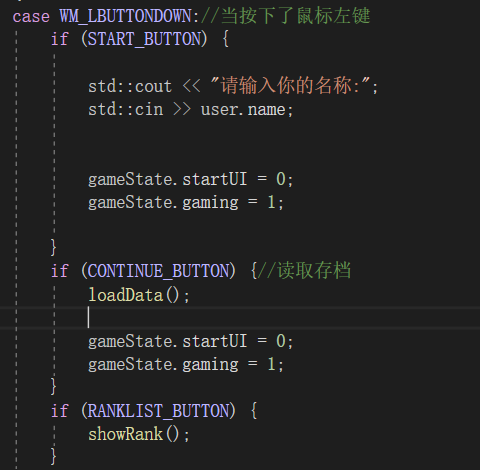 case WM_LBUTTONDOWN://当按下了鼠标左键
if (START_BUTTON) {
std::cout << "请输入你的名称:";
std::cin >> user.name;
gameState.startUI = 0;
gameState.gaming = 1;
}
if (CONTINUE_BUTTON) {//读取存档
loadData();
gameState.startUI = 0;
gameState.gaming = 1;
}
if (RANKLIST_BUTTON) {
showRank();
}